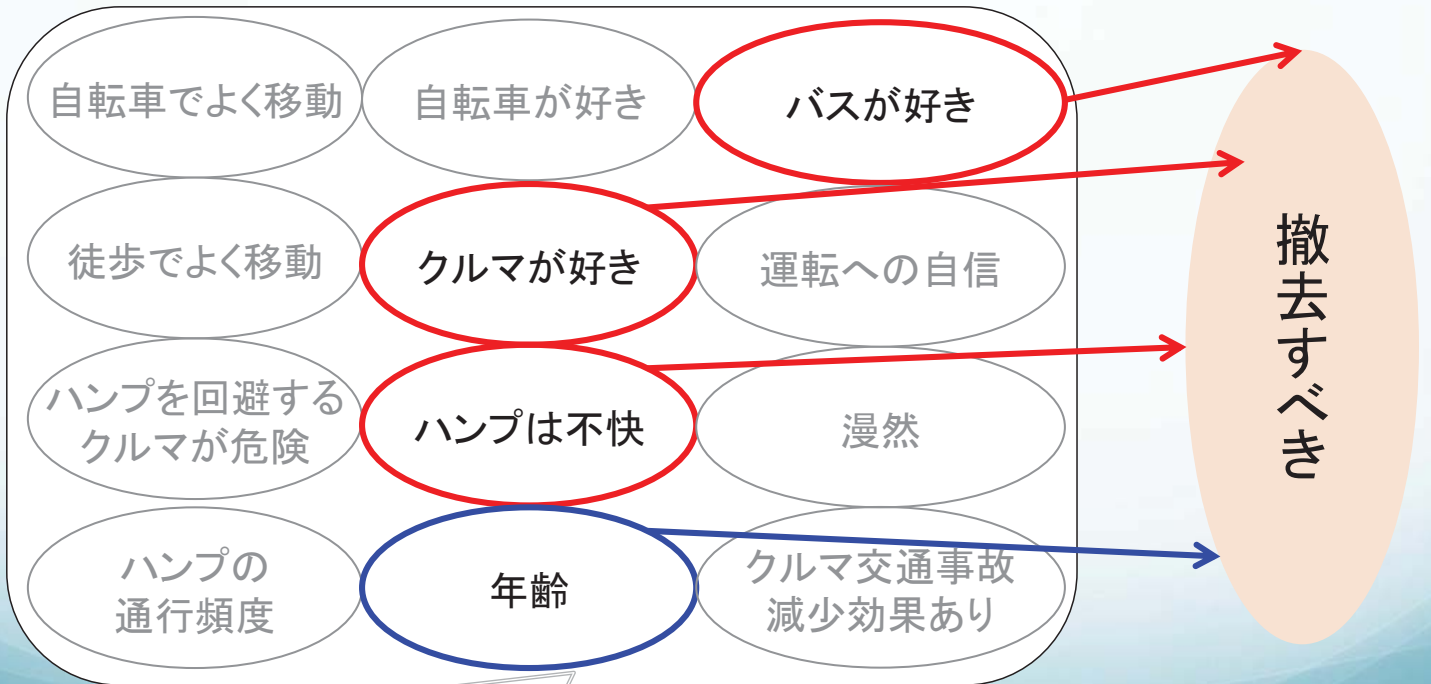 自転車でよく移動
自転車が好き
バスが好き
徒歩でよく移動
クルマが好き
運転への自信
ハンプを回避する
クルマが危険
ハンプは不快
漫然
ハンプの
通行頻度
年齢
クルマ交通事故
減少効果あり
撤去すべき